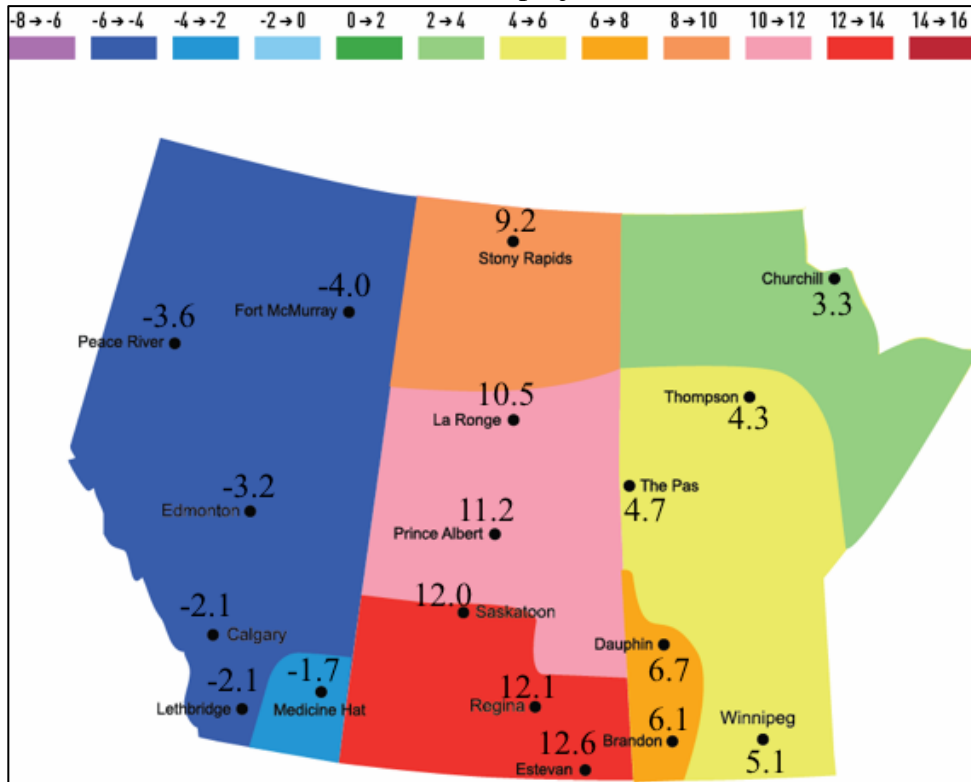 -8 → -6 -6 → -4 -4 → -2 -2 → 0 0 → 2 2 → 4 4 → 6 6 → 8 8 → 10 10 → 12 12 → 14 14 → 16
9.2
Stony Rapids
Churchill
3.3
-4.0
Fort McMurray
-3.6
Peace River
10.5
La Ronge
Thompson
4.3
The Pas
4.7
-3.2
Edmonton
11.2
Prince Albert
12.0
Saskatoon
-2.1
Calgary
Dauphin
6.7
-2.1
Lethbridge
-1.7
Medicine Hat
12.1
Regina
6.1
Brandon
Winnipeg
5.1
12.6
Estevan